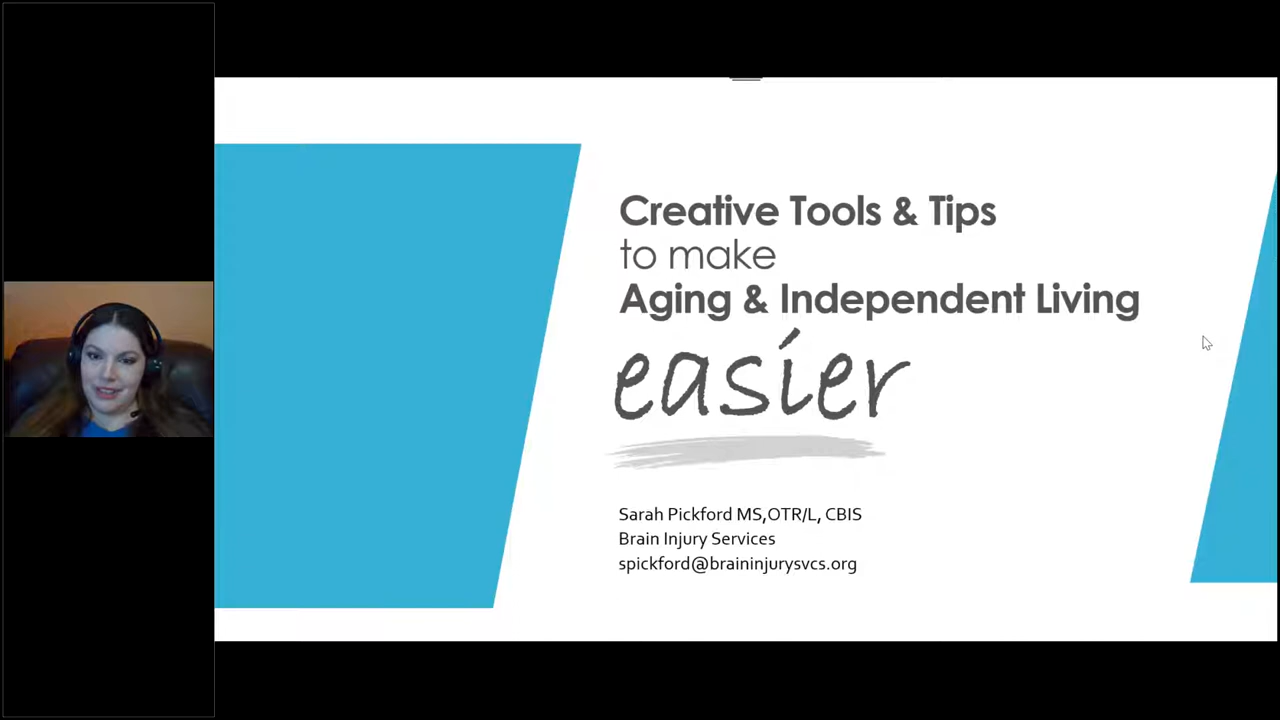 Creative Tools & Tips
to make
Aging & Independent Living
easier
Sarah Pickford MS,OTR/L, CBIS
Brain Injury Services
spickford@braininjurysvcs.org